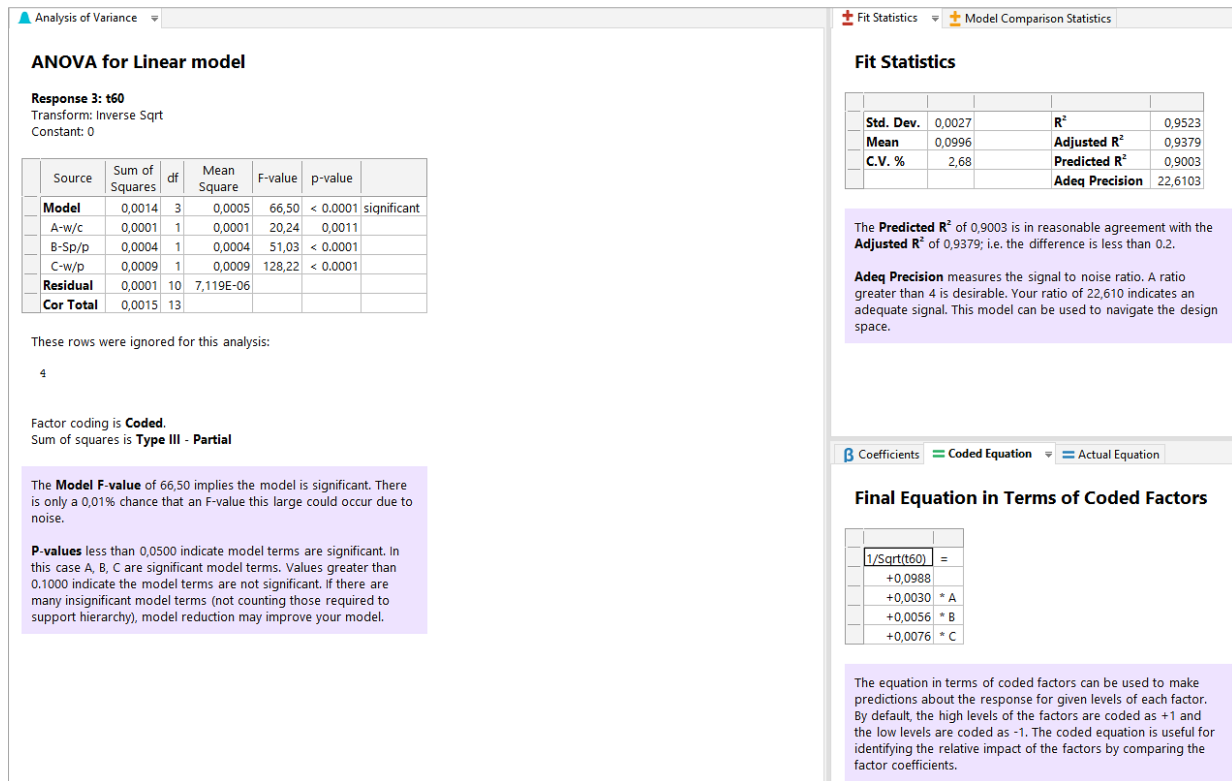 Analysis of Variance
ANOVA for Linear model
Response 3: t60
Transform: Inverse Sqrt
Constant: 0
Source Sum of Squares df Mean Square F-value p-value
Model 0,0014 3 0,0005 66,50 < 0.0001 significant
A-w/c 0,0001 1 0,0001 20,24 0,0011
B-Sp/p 0,0004 1 0,0004 51,03 < 0.0001
C-w/p 0,0009 1 0,0009 128,22 < 0.0001
Residual 0,0001 10 7,119E-06
Cor Total 0,0015 13
These rows were ignored for this analysis:
4
Factor coding is Coded.
Sum of squares is Type III - Partial
The Model F-value of 66,50 implies the model is significant. There
is only a 0,01% chance that an F-value this large could occur due to
noise.
P-values less than 0,0500 indicate model terms are significant. In
this case A, B, C are significant model terms. Values greater than
0.1000 indicate the model terms are not significant. If there are
many insignificant model terms (not counting those required to
support hierarchy), model reduction may improve your model.
Fit Statistics Model Comparison Statistics
Fit Statistics
Std. Dev. 0,0027 R² 0,9523
Mean 0,0996 Adjusted R² 0,9379
C.V. % 2,68 Predicted R² 0,9003
Adeq Precision 22,6103
The Predicted R² of 0,9003 is in reasonable agreement with the
Adjusted R² of 0,9379; i.e. the difference is less than 0.2.
Adeq Precision measures the signal to noise ratio. A ratio
greater than 4 is desirable. Your ratio of 22,610 indicates an
adequate signal. This model can be used to navigate the design
space.
β Coefficients Coded Equation Actual Equation
Final Equation in Terms of Coded Factors
1/Sqrt(t60) =
+0,0988
+0,0030 * A
+0,0056 * B
+0,0076 * C
The equation in terms of coded factors can be used to make
predictions about the response for given levels of each factor.
By default, the high levels of the factors are coded as +1 and
the low levels are coded as -1. The coded equation is useful for
identifying the relative impact of the factors by comparing the
factor coefficients.